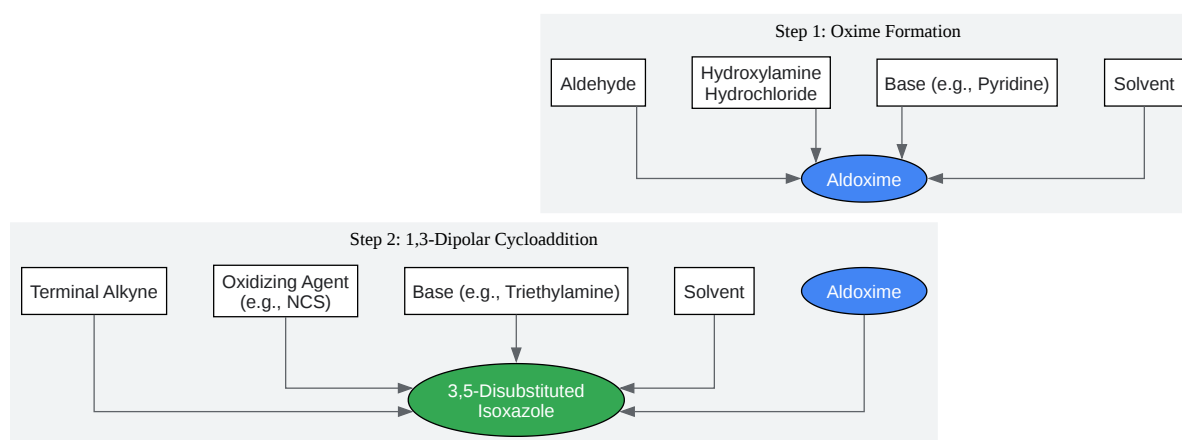 Step 1: Oxime Formation
Aldehyde
Hydroxylamine
Hydrochloride
Base (e.g., Pyridine)
Solvent
Aldoxime
Step 2: 1,3-Dipolar Cycloaddition
Terminal Alkyne
Oxidizing Agent
(e.g., NCS)
Base (e.g., Triethylamine)
Solvent
Aldoxime
3,5-Disubstituted
Isoxazole